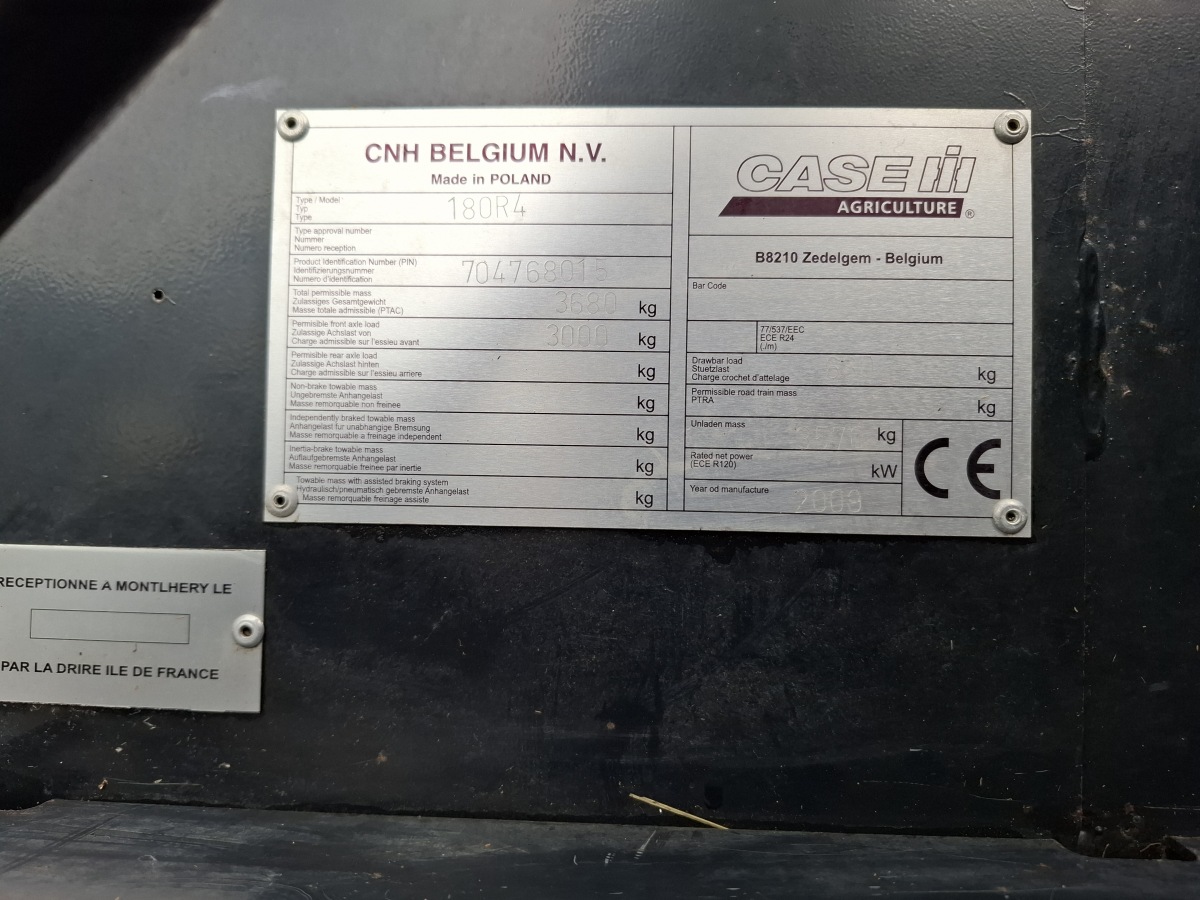 CNH BELGIUM N.V.
Made in POLAND
Type / Model
Typ
Type
180R4
Type approval number
Nummer
Numero reception
Product Identification Number (PIN)
Identifizierungsnummer
Numero d'identification
704768015
Total permissible mass
Zulassiges Gesamtgewicht
Masse totale admissible (PTAC)
3680 kg
Permisible front axle load
Zulassige Achslast von
Charge admissible sur l'essieu avant
3000 kg
Permisible rear axle load
Zulassige Achslast hinten
Charge admissible sur l'essieu arriere
kg
Non-brake towable mass
Ungebremste Anhangelast
Masse remorquable non freinee
kg
Independently braked towable mass
Anhangelast fur unabhangige Bremsung
Masse remorquable a freinage independent
kg
Inertia-brake towable mass
Auflaufgebremste Anhangelast
Masse remorquable freinee par inertie
kg
Towable mass with assisted braking system
Hydraulisch/pneumatisch gebremste Anhangelast
Masse remorquable freinage assiste
kg
CASE IH
AGRICULTURE ®
B8210 Zedelgem - Belgium
Bar Code
77/537/EEC
ECE R24
(./m)
Drawbar load
Stuetzlast
Charge crochet d'attelage
kg
Permissible road train mass
PTRA
kg
Unladen mass
kg
Rated net power
(ECE R120)
kW
Year od manufacture
2009
CE
RECEPTIONNE A MONTLHERY LE
PAR LA DRIRE ILE DE FRANCE